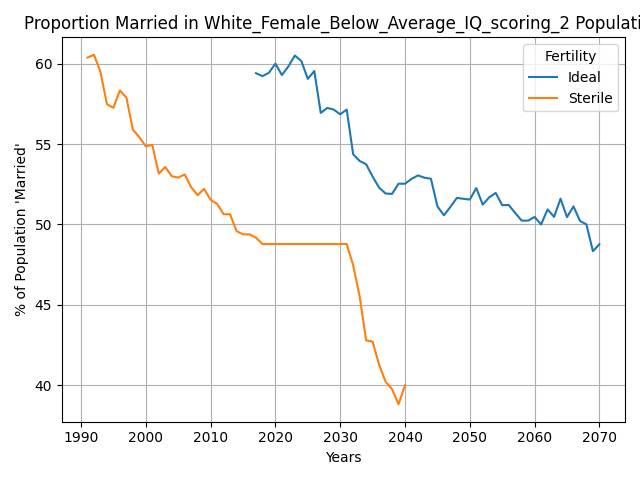 Proportion Married in White_Female_Below_Average_IQ_scoring_2 Populati
Fertility
Ideal
Sterile
% of Population 'Married'
60
55
50
45
40
1990 2000 2010 2020 2030 2040 2050 2060 2070
Years